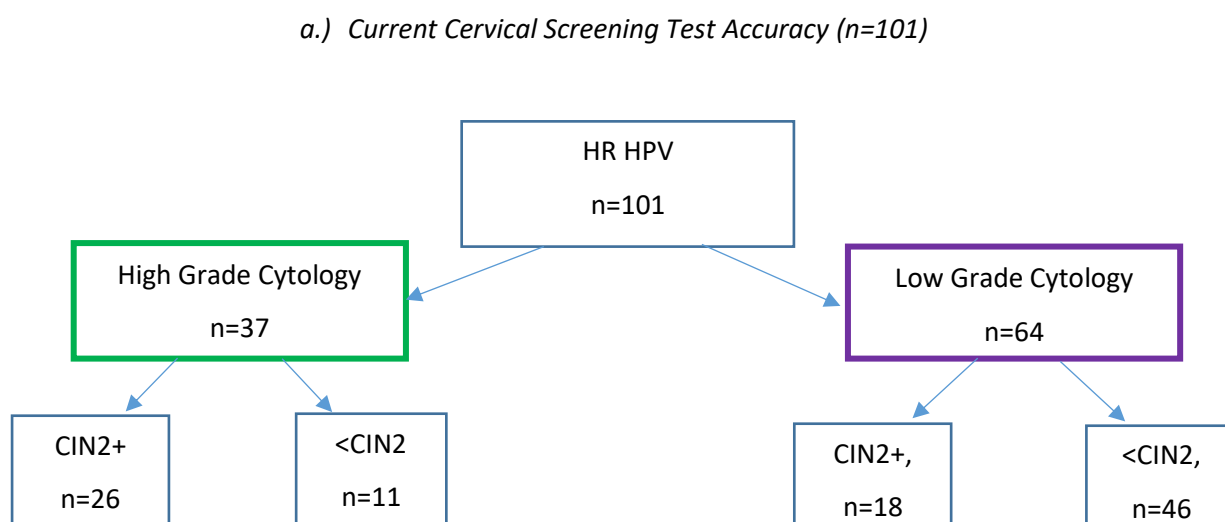 a.) Current Cervical Screening Test Accuracy (n=101)
HR HPV
n=101
High Grade Cytology
n=37
Low Grade Cytology
n=64
CIN2+
n=26
<CIN2
n=11
CIN2+,
n=18
<CIN2,
n=46